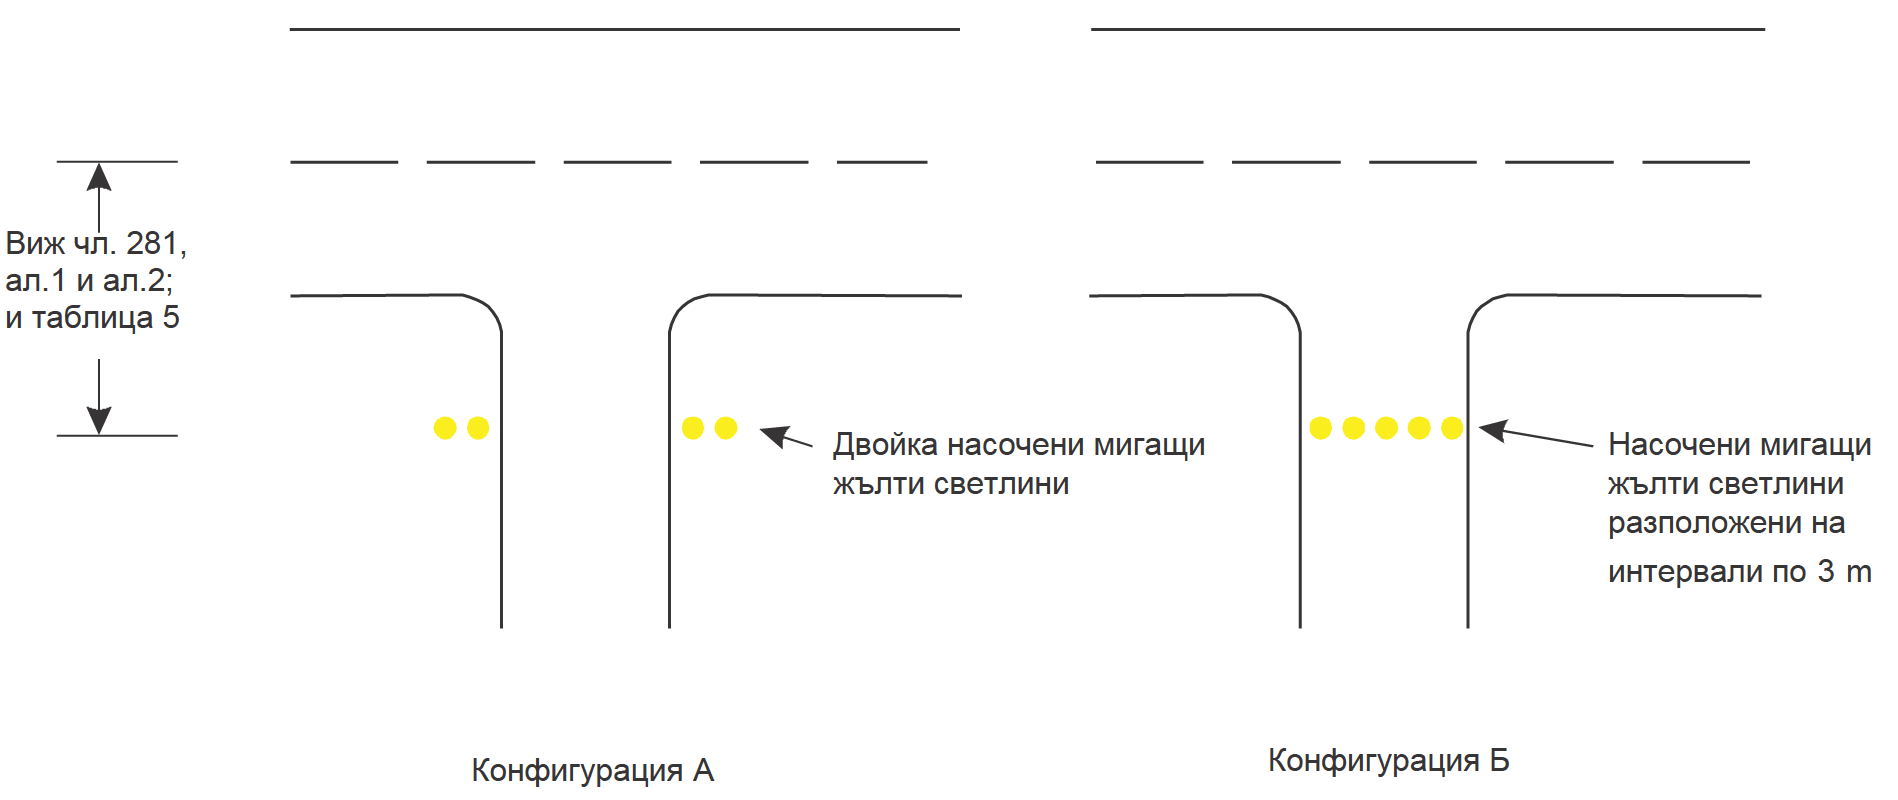 Виж чл. 281,
ал.1 и ал.2;
и таблица 5
Двойка насочени мигащи
жълти светлини
Насочени мигащи
жълти светлини
разположени на
интервали по 3 m
Конфигурация А
Конфигурация Б